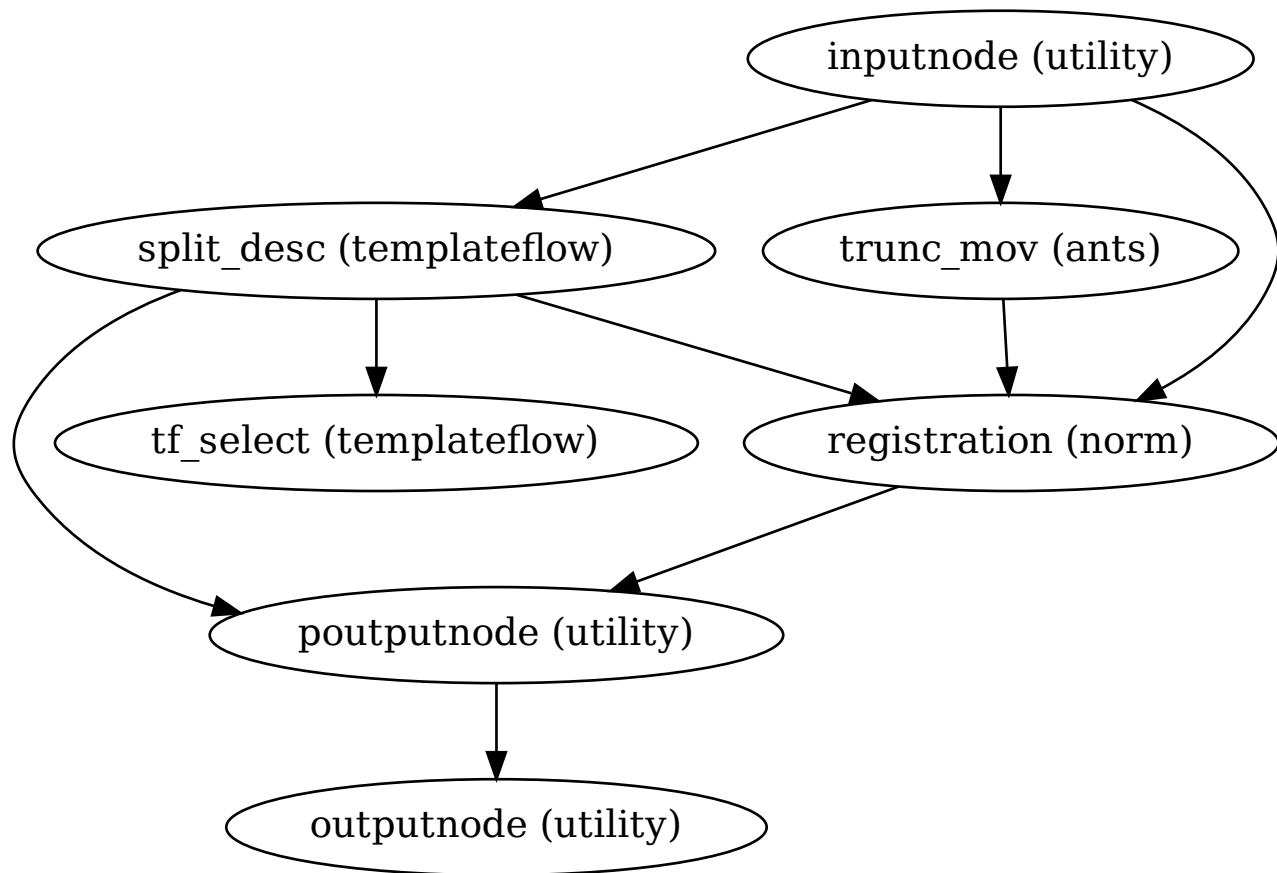 inputnode (utility)
split_desc (templateflow)
trunc_mov (ants)
tf_select (templateflow)
registration (norm)
poutputnode (utility)
outputnode (utility)